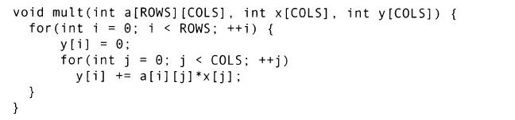 void mult(int a[ROWS][COLS], int x[COLS], int y[COLS]) {
for(int i = 0; i < ROWS; ++i) {
y[i] = 0;
for(int j = 0; j < COLS; ++j)
y[i] += a[i][j]*x[j];
}
}